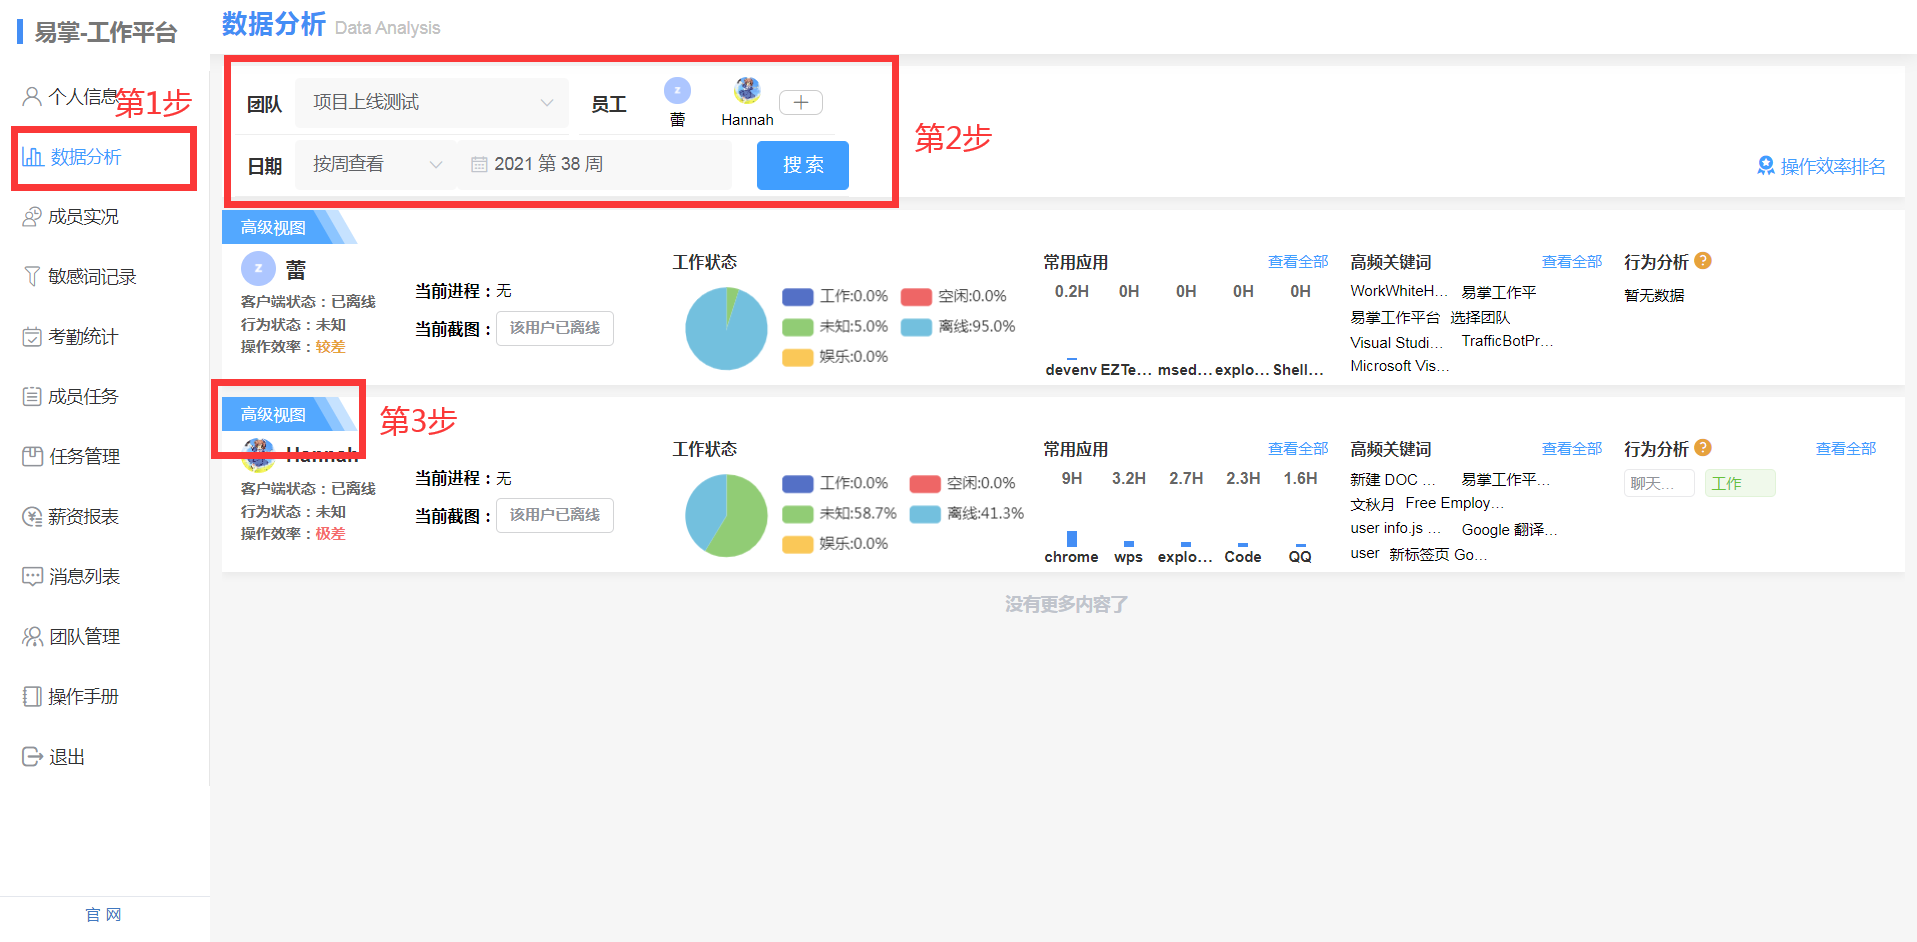 易掌-工作平台
个人信息
第1步
数据分析
成员实况
敏感词记录
考勤统计
成员任务
任务管理
薪资报表
消息列表
团队管理
操作手册
退出
官 网
数据分析 Data Analysis
团队 项目上线测试 员工 z 蕾 Hannah
日期 按周查看 2021 第 38 周 搜索
第2步
操作效率排名
高级视图
z 蕾
客户端状态：已离线
行为状态：未知
操作效率：较差
当前进程：无
当前截图： 该用户已离线
工作状态
工作:0.0% 空闲:0.0%
未知:5.0% 离线:95.0%
娱乐:0.0%
常用应用 查看全部
0.2H 0H 0H 0H 0H
devenv EZTe... msed... explo... Shell...
高频关键词 查看全部
WorkWhiteH... 易掌工作平
易掌工作平台 选择团队
Visual Studi... TrafficBotPr...
Microsoft Vis...
行为分析 ?
暂无数据
高级视图
第3步
Hannah
客户端状态：已离线
行为状态：未知
操作效率：极差
当前进程：无
当前截图： 该用户已离线
工作状态
工作:0.0% 空闲:0.0%
未知:58.7% 离线:41.3%
娱乐:0.0%
常用应用 查看全部
9H 3.2H 2.7H 2.3H 1.6H
chrome wps explo... Code QQ
高频关键词 查看全部
新建 DOC ... 易掌工作平...
文秋月 Free Employ...
user info.js ... Google 翻译...
user 新标签页 Go...
行为分析 ? 查看全部
聊天... 工作
没有更多内容了